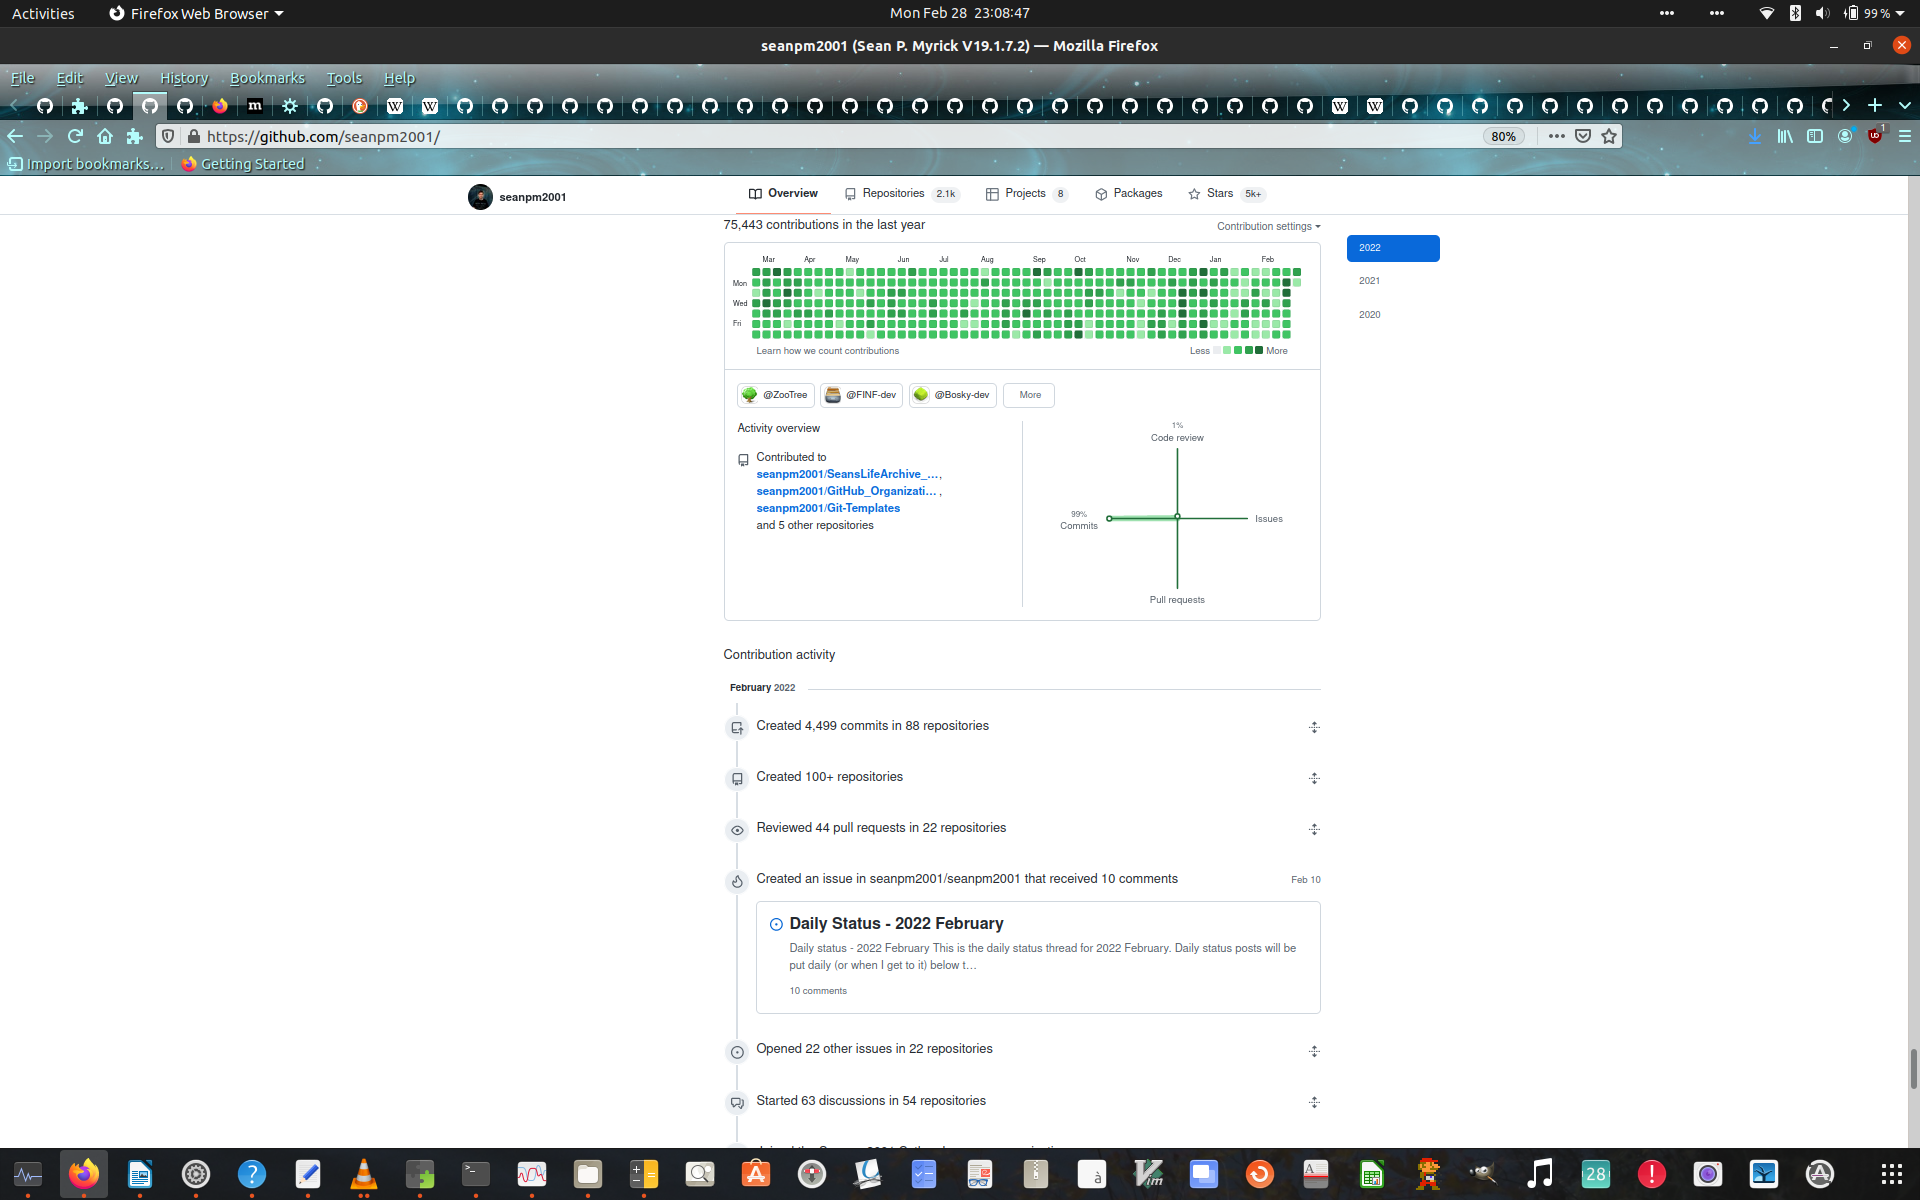 Activities
Firefox Web Browser
Mon Feb 28 23:08:47
99 %
seanpm2001 (Sean P. Myrick V19.1.7.2) — Mozilla Firefox
File Edit View History Bookmarks Tools Help
https://github.com/seanpm2001/
80%
Import bookmarks…
Getting Started
seanpm2001
Overview
Repositories 2.1k
Projects 8
Packages
Stars 5k+
75,443 contributions in the last year
Contribution settings
2022
2021
2020
Mar Apr May Jun Jul Aug Sep Oct Nov Dec Jan Feb
Mon
Wed
Fri
Learn how we count contributions
Less More
@ZooTree
@FINF-dev
@Bosky-dev
More
Activity overview
Contributed to
seanpm2001/SeansLifeArchive_…,
seanpm2001/GitHub_Organizati… ,
seanpm2001/Git-Templates
and 5 other repositories
1%
Code review
99%
Commits
Issues
Pull requests
Contribution activity
February 2022
Created 4,499 commits in 88 repositories
Created 100+ repositories
Reviewed 44 pull requests in 22 repositories
Created an issue in seanpm2001/seanpm2001 that received 10 comments
Feb 10
Daily Status - 2022 February
Daily status - 2022 February This is the daily status thread for 2022 February. Daily status posts will be
put daily (or when I get to it) below t…
10 comments
Opened 22 other issues in 22 repositories
Started 63 discussions in 54 repositories
28